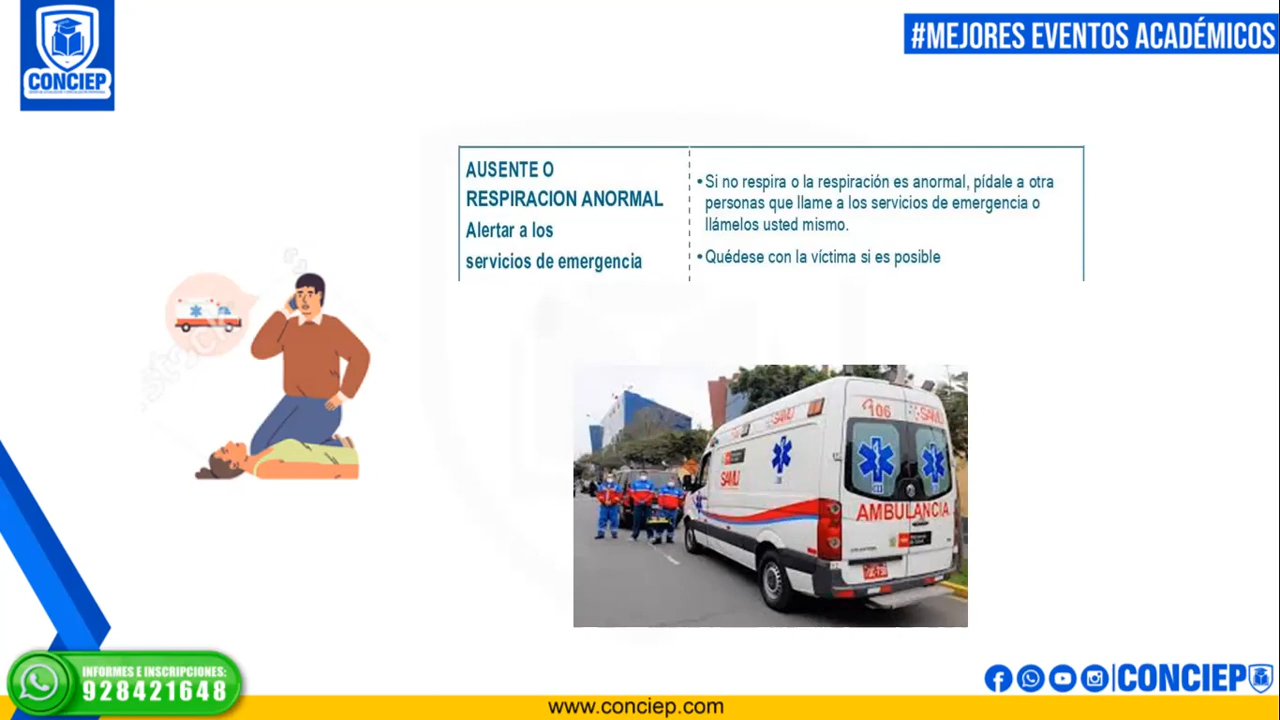 CONCIEP
#MEJORES EVENTOS ACADÉMICOS
AUSENTE O
RESPIRACION ANORMAL
Alertar a los
servicios de emergencia
•Si no respira o la respiración es anormal, pídale a otra
personas que llame a los servicios de emergencia o
llámelos usted mismo.
•Quédese con la víctima si es posible
106
SAMU
SAMU
SAMU
AMBULANCIA
INFORMES E INSCRIPCIONES:
928421648
www.conciep.com
CONCIEP